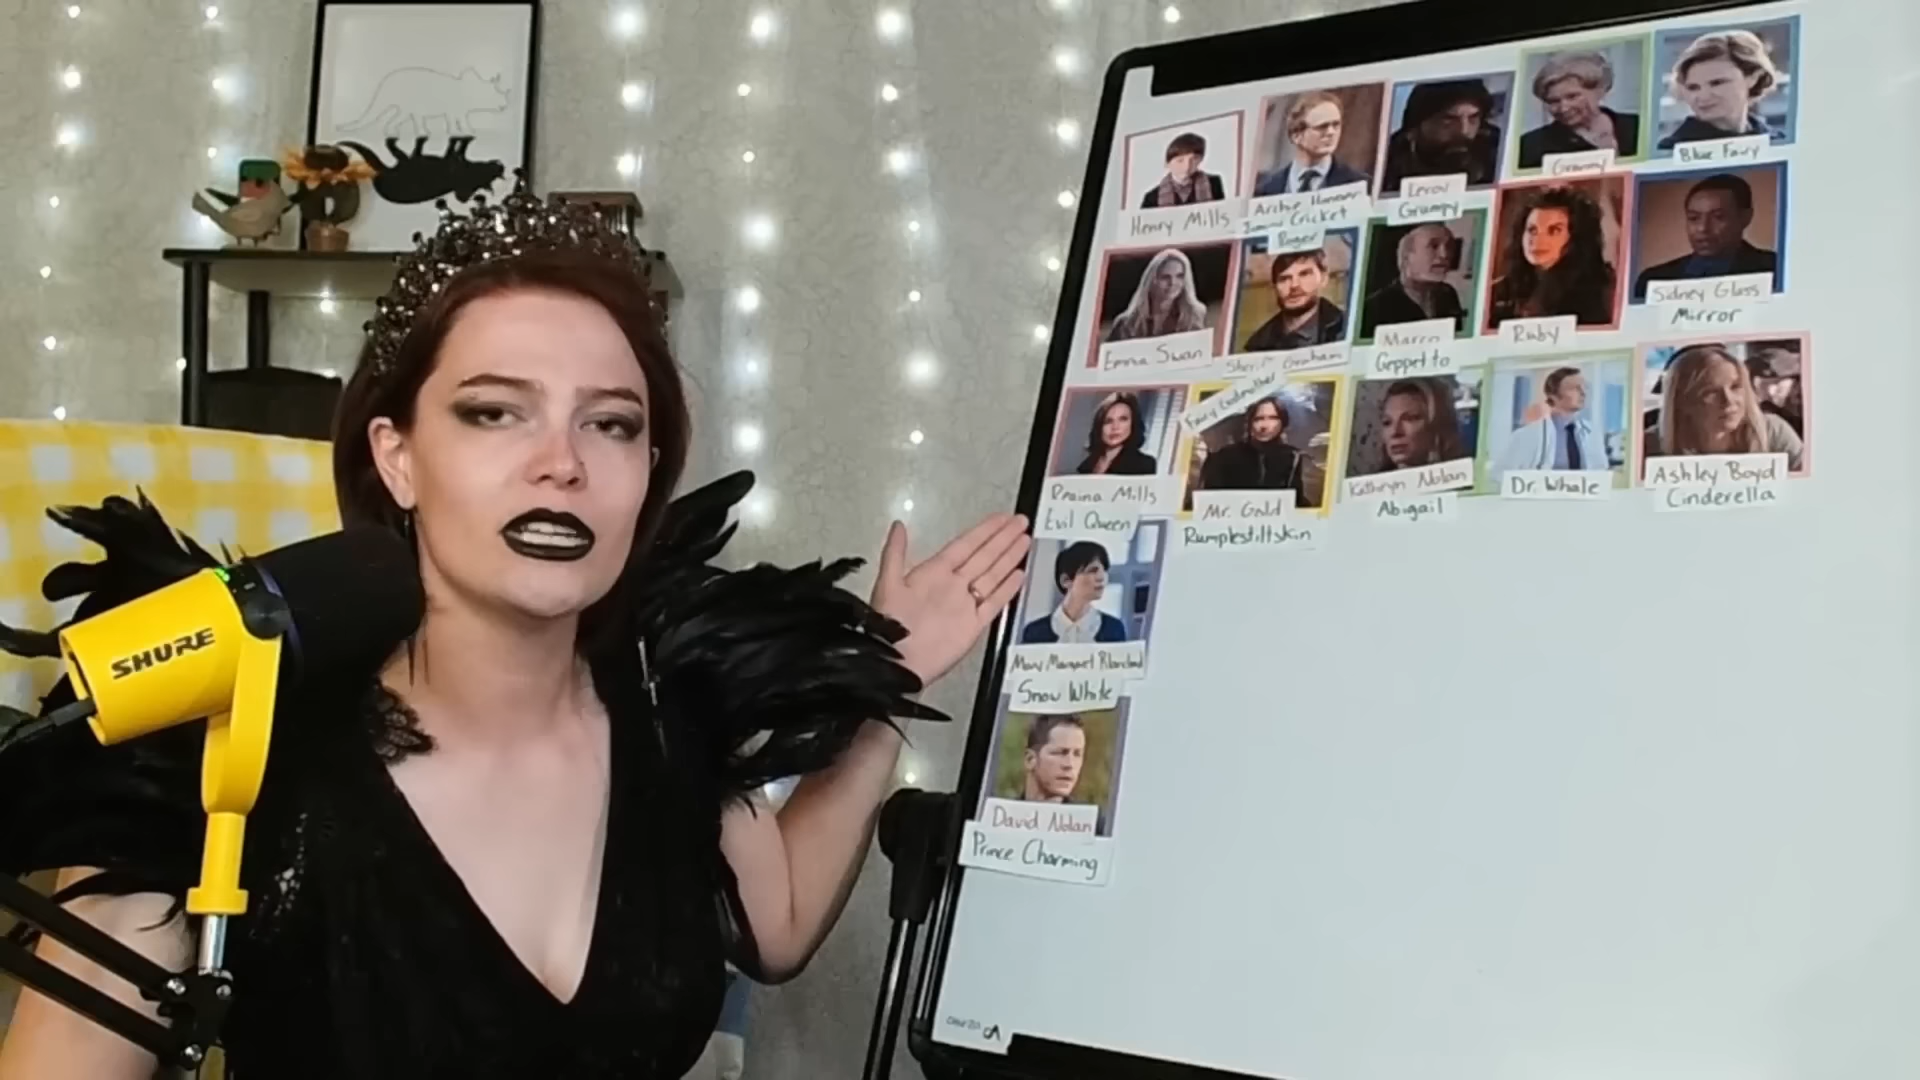 SHURE
Henry Mills
Archie Hopper
Jiminy Cricket
Leroy
Grumpy
Granny
Blue Fairy
Emma Swan
Roger
Sheriff Graham
Marco
Geppetto
Ruby
Sidney Glass
Mirror
Mills
Evil Queen
Fairy Godmother
Mr. Gold
Rumplestiltskin
Kathryn Nolan
Abigail
Dr. Whale
Ashley Boyd
Cinderella
Mary Margaret Blanchard
Snow White
David Nolan
Prince Charming